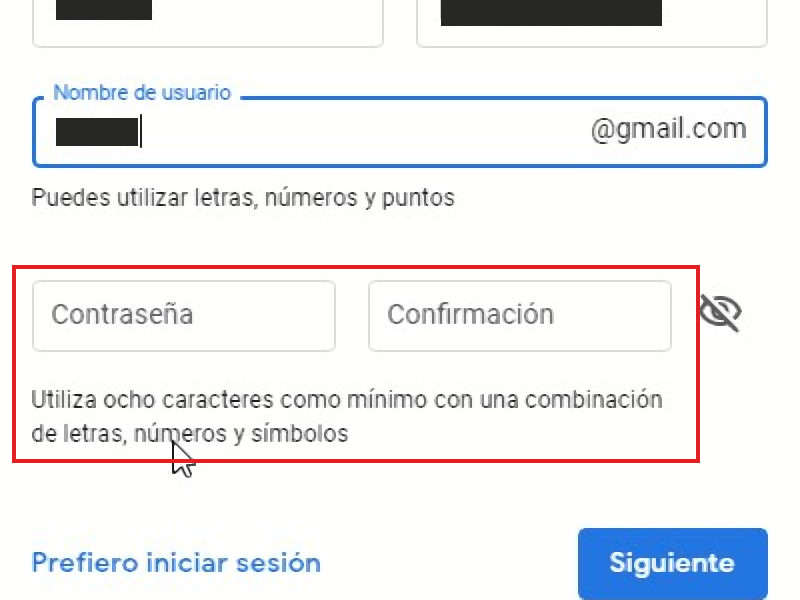 Nombre de usuario
@gmail.com
Puedes utilizar letras, números y puntos
Contraseña
Confirmación
Utiliza ocho caracteres como mínimo con una combinación
de letras, números y símbolos
Prefiero iniciar sesión
Siguiente